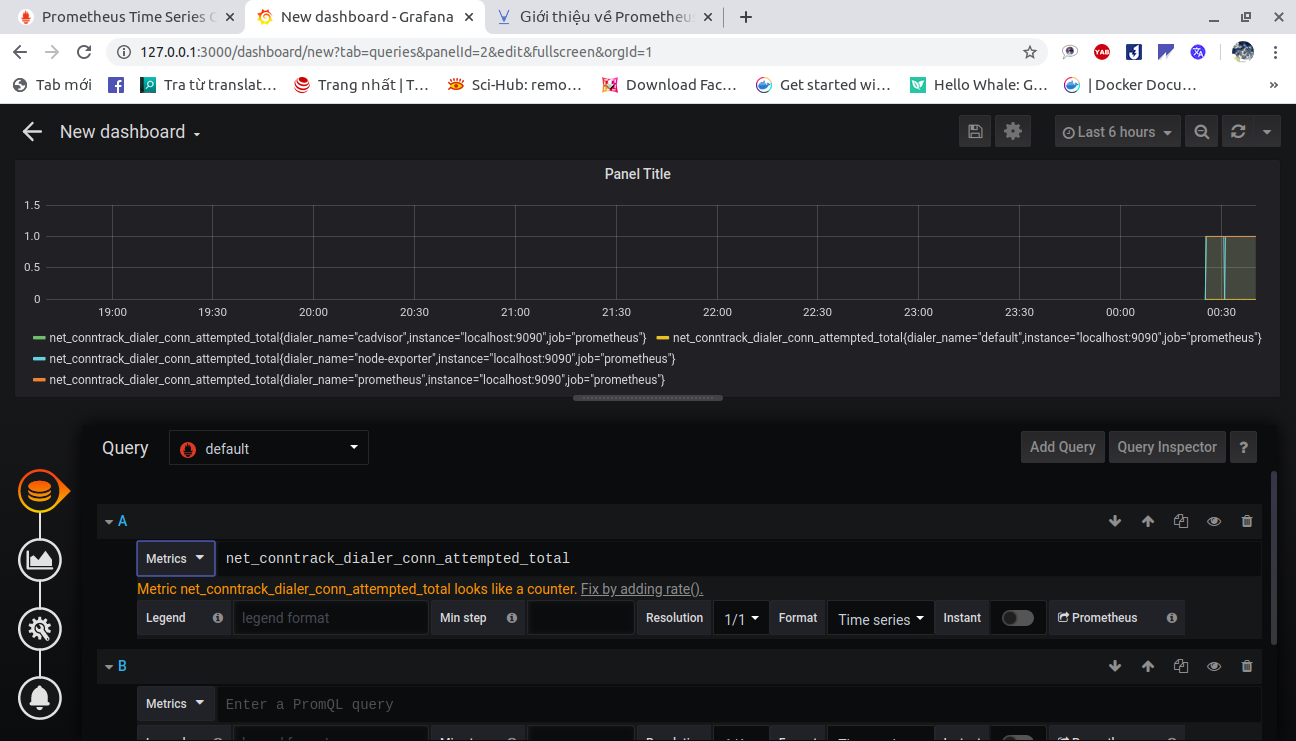 Prometheus Time Series C
New dashboard - Grafana
Giới thiệu về Prometheus
127.0.0.1:3000/dashboard/new?tab=queries&panelId=2&edit&fullscreen&orgId=1
YAB
Tab mới
Tra từ translat...
Trang nhất | T...
Sci-Hub: remo...
Download Fac...
Get started wi...
Hello Whale: G...
| Docker Docu...
»
New dashboard
Last 6 hours
Panel Title
1.5
1.0
0.5
0
19:00 19:30 20:00 20:30 21:00 21:30 22:00 22:30 23:00 23:30 00:00 00:30
net_conntrack_dialer_conn_attempted_total{dialer_name="cadvisor",instance="localhost:9090",job="prometheus"} net_conntrack_dialer_conn_attempted_total{dialer_name="default",instance="localhost:9090",job="prometheus"}
net_conntrack_dialer_conn_attempted_total{dialer_name="node-exporter",instance="localhost:9090",job="prometheus"}
net_conntrack_dialer_conn_attempted_total{dialer_name="prometheus",instance="localhost:9090",job="prometheus"}
Query default Add Query Query Inspector ?
A
Metrics net_conntrack_dialer_conn_attempted_total
Metric net_conntrack_dialer_conn_attempted_total looks like a counter. Fix by adding rate().
Legend legend format Min step Resolution 1/1 Format Time series Instant Prometheus
B
Metrics Enter a PromQL query